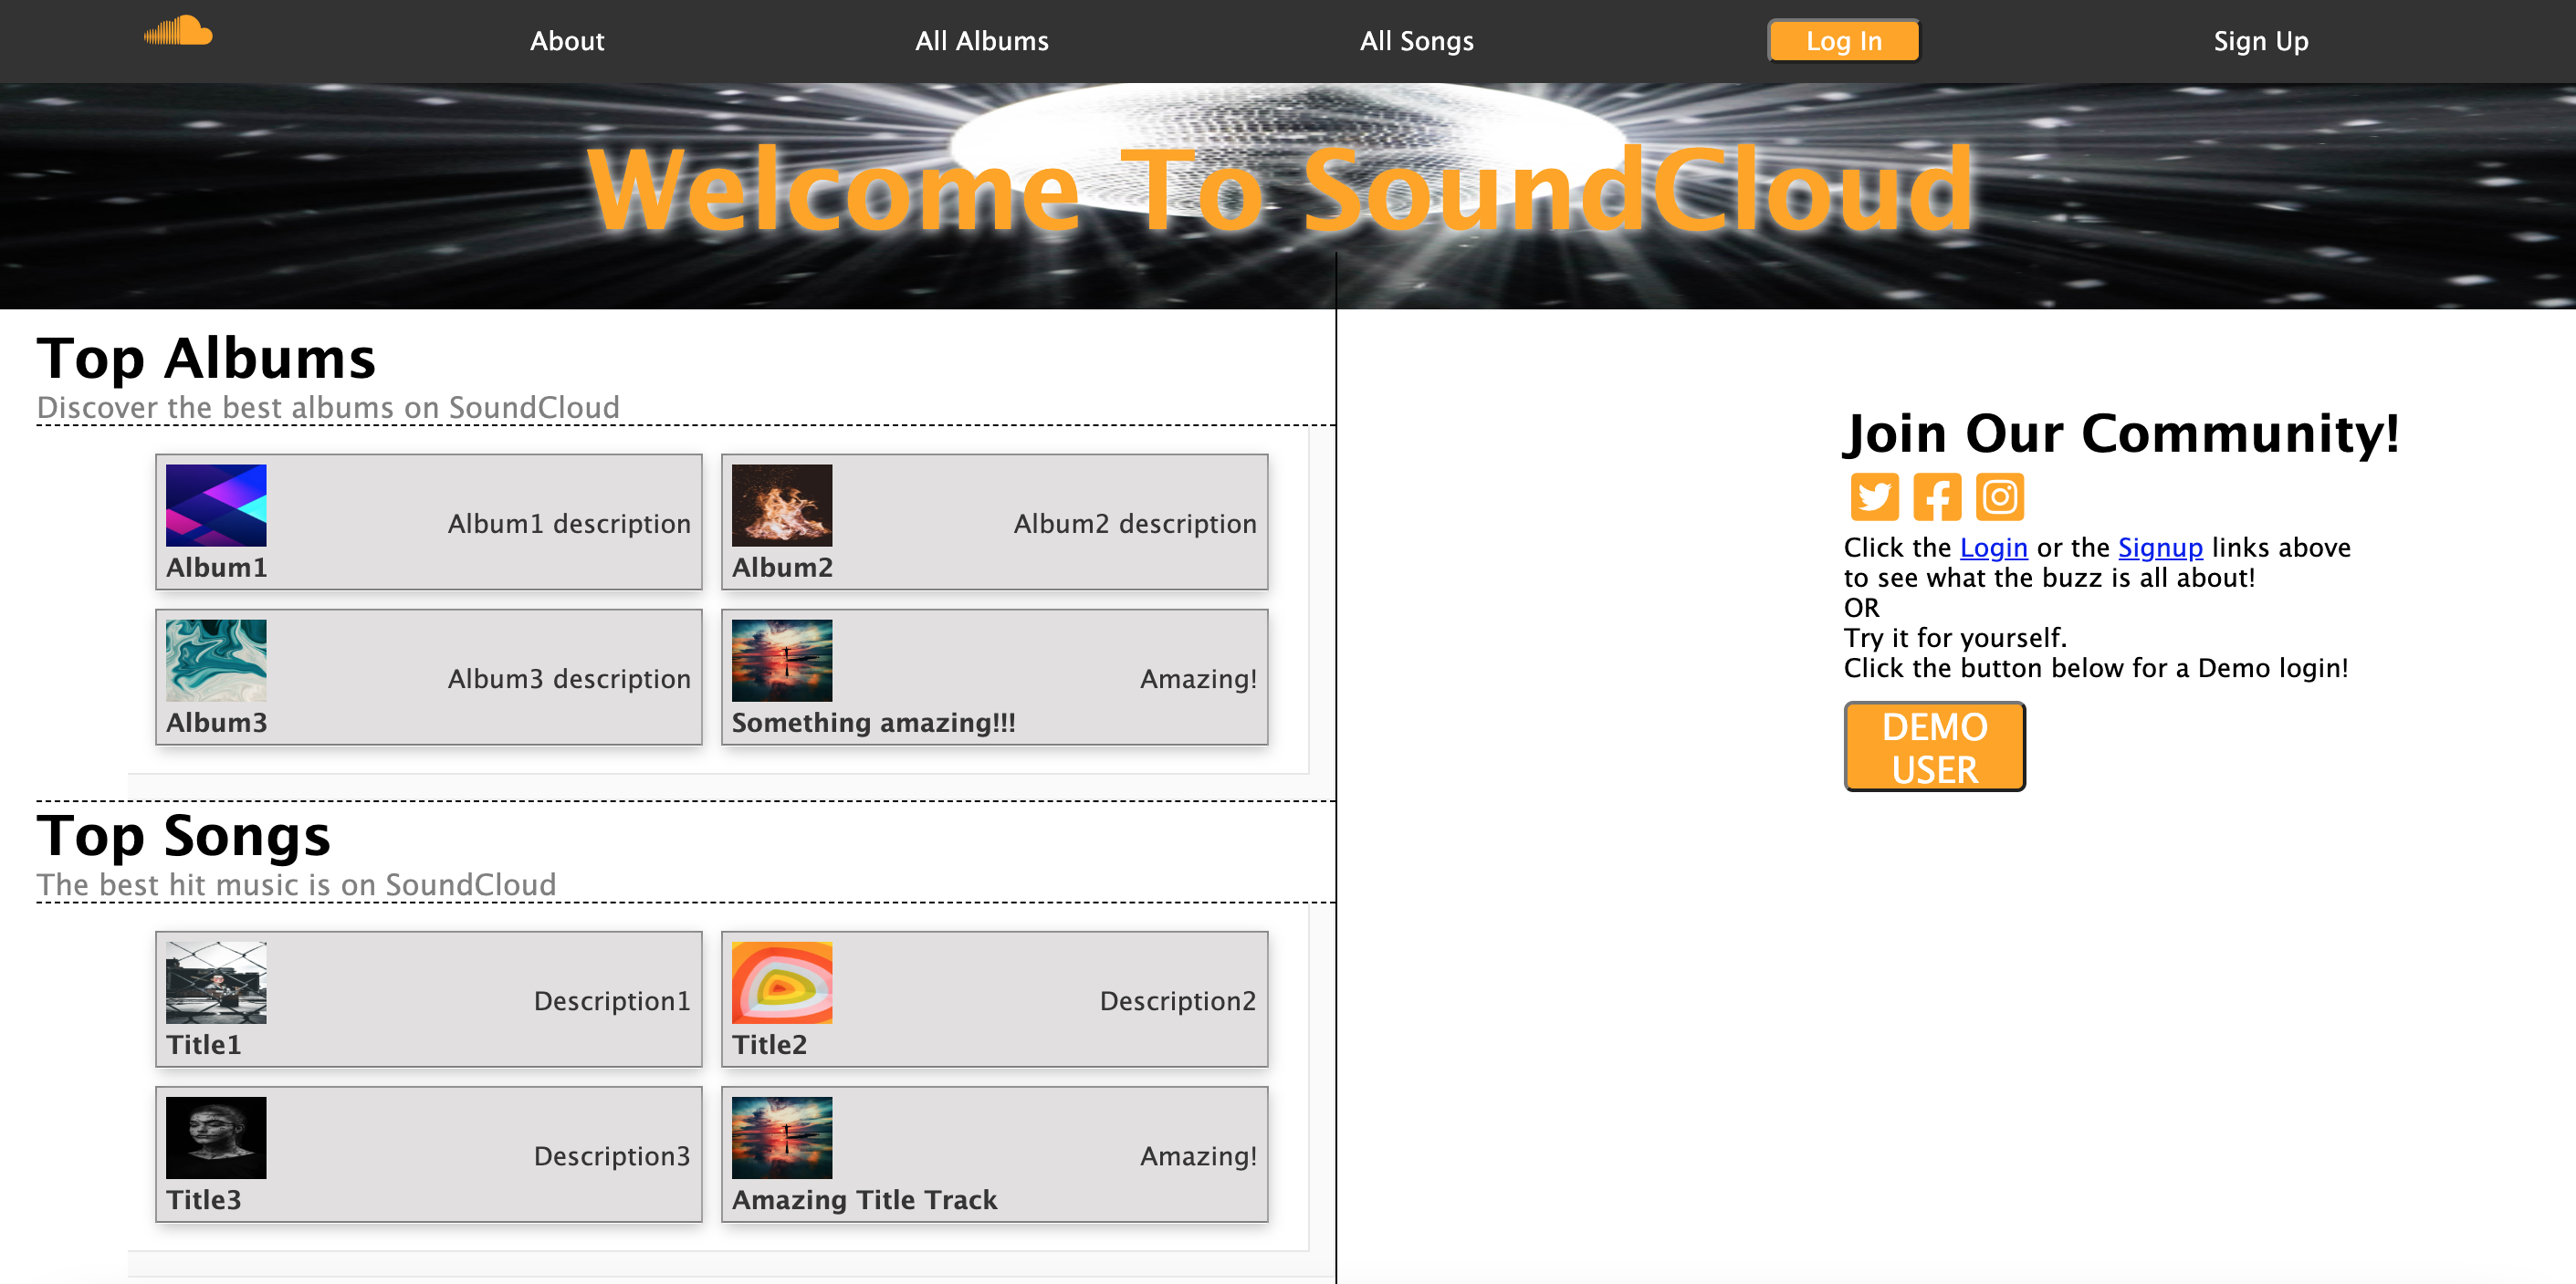 About
All Albums
All Songs
Log In
Sign Up
Welcome To SoundCloud
Top Albums
Discover the best albums on SoundCloud
Album1 description
Album1
Album2 description
Album2
Album3 description
Album3
Amazing!
Something amazing!!!
Top Songs
The best hit music is on SoundCloud
Description1
Title1
Description2
Title2
Description3
Title3
Amazing!
Amazing Title Track
Join Our Community!
Click the Login or the Signup links above
to see what the buzz is all about!
OR
Try it for yourself.
Click the button below for a Demo login!
DEMO
USER